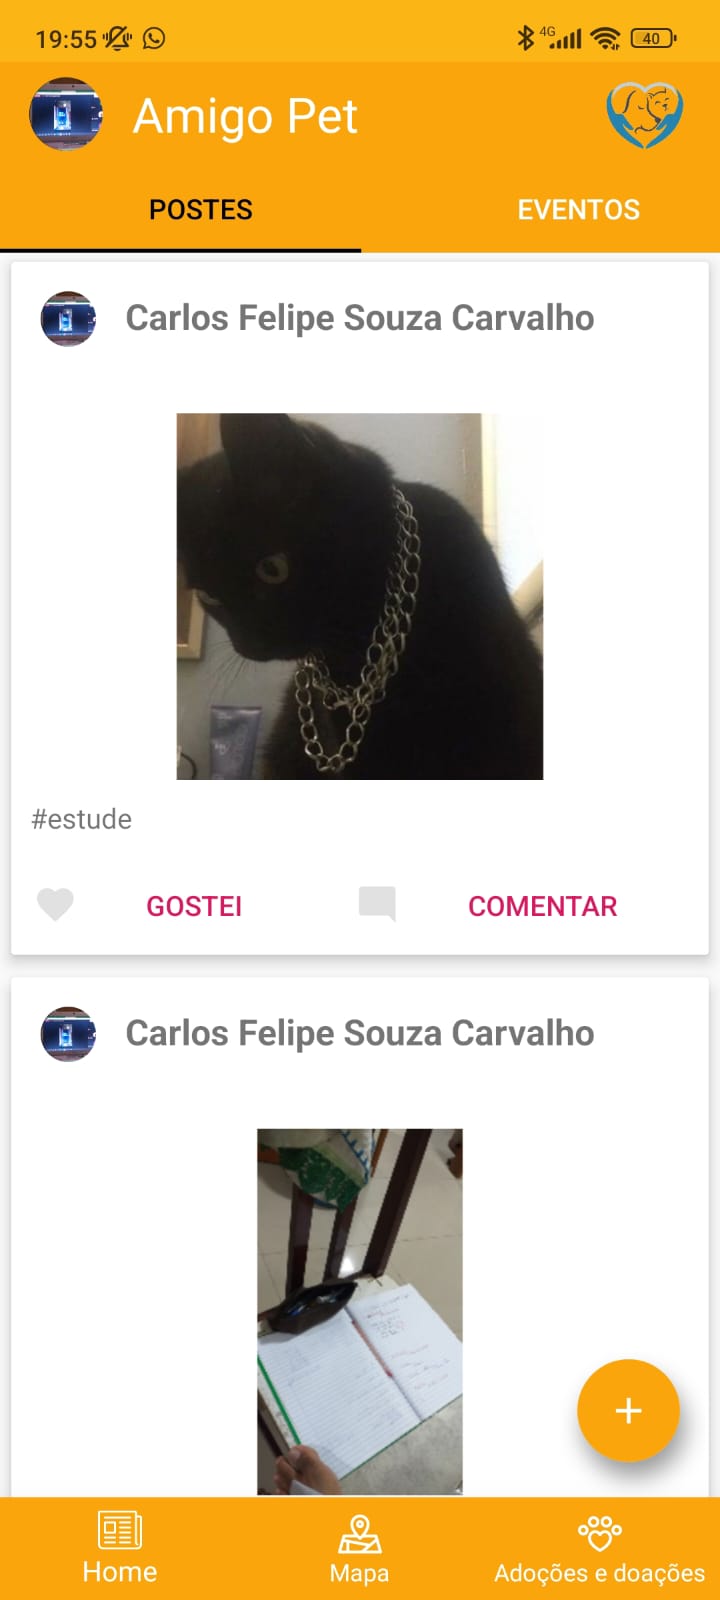 19:55 4G 40
Amigo Pet
POSTES EVENTOS
Carlos Felipe Souza Carvalho
#estude
GOSTEI COMENTAR
Carlos Felipe Souza Carvalho
+
Home Mapa Adoções e doações